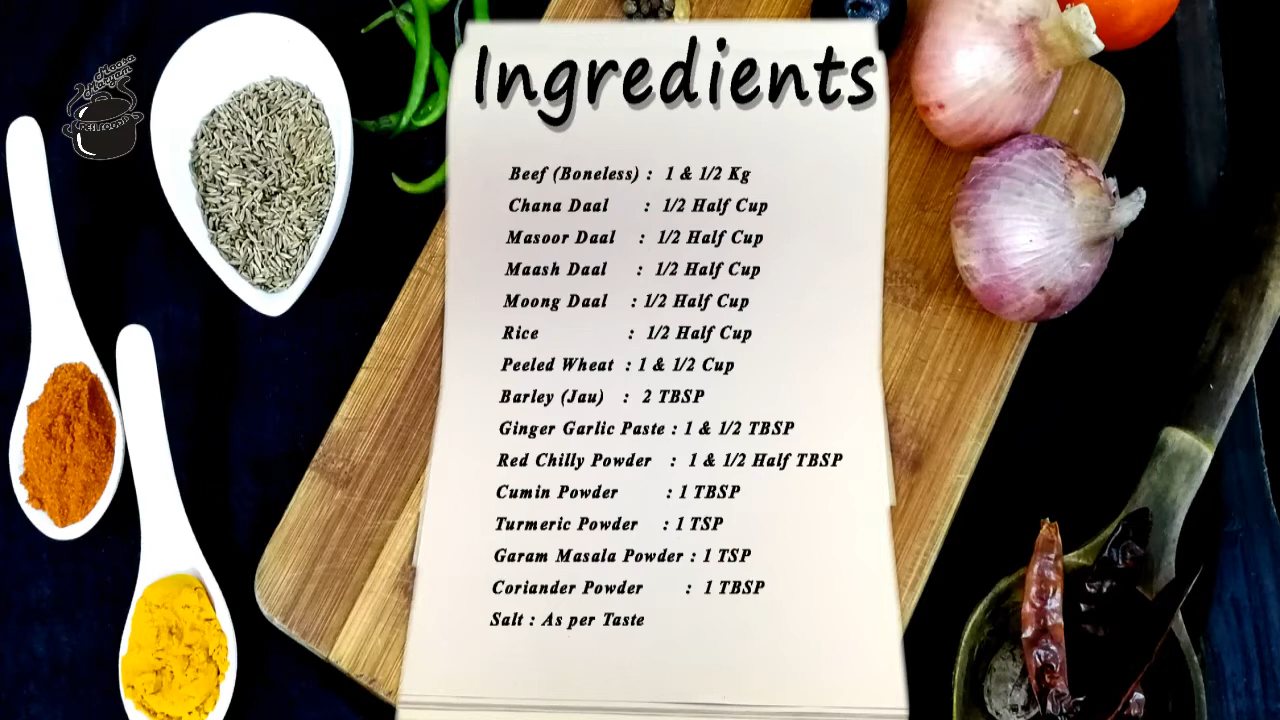 Moosa
Maryam
DESI FOODS
Ingredients
Beef (Boneless) : 1 & 1/2 Kg
Chana Daal : 1/2 Half Cup
Masoor Daal : 1/2 Half Cup
Maash Daal : 1/2 Half Cup
Moong Daal : 1/2 Half Cup
Rice : 1/2 Half Cup
Peeled Wheat : 1 & 1/2 Cup
Barley (Jau) : 2 TBSP
Ginger Garlic Paste : 1 & 1/2 TBSP
Red Chilly Powder : 1 & 1/2 Half TBSP
Cumin Powder : 1 TBSP
Turmeric Powder : 1 TSP
Garam Masala Powder : 1 TSP
Coriander Powder : 1 TBSP
Salt : As per Taste